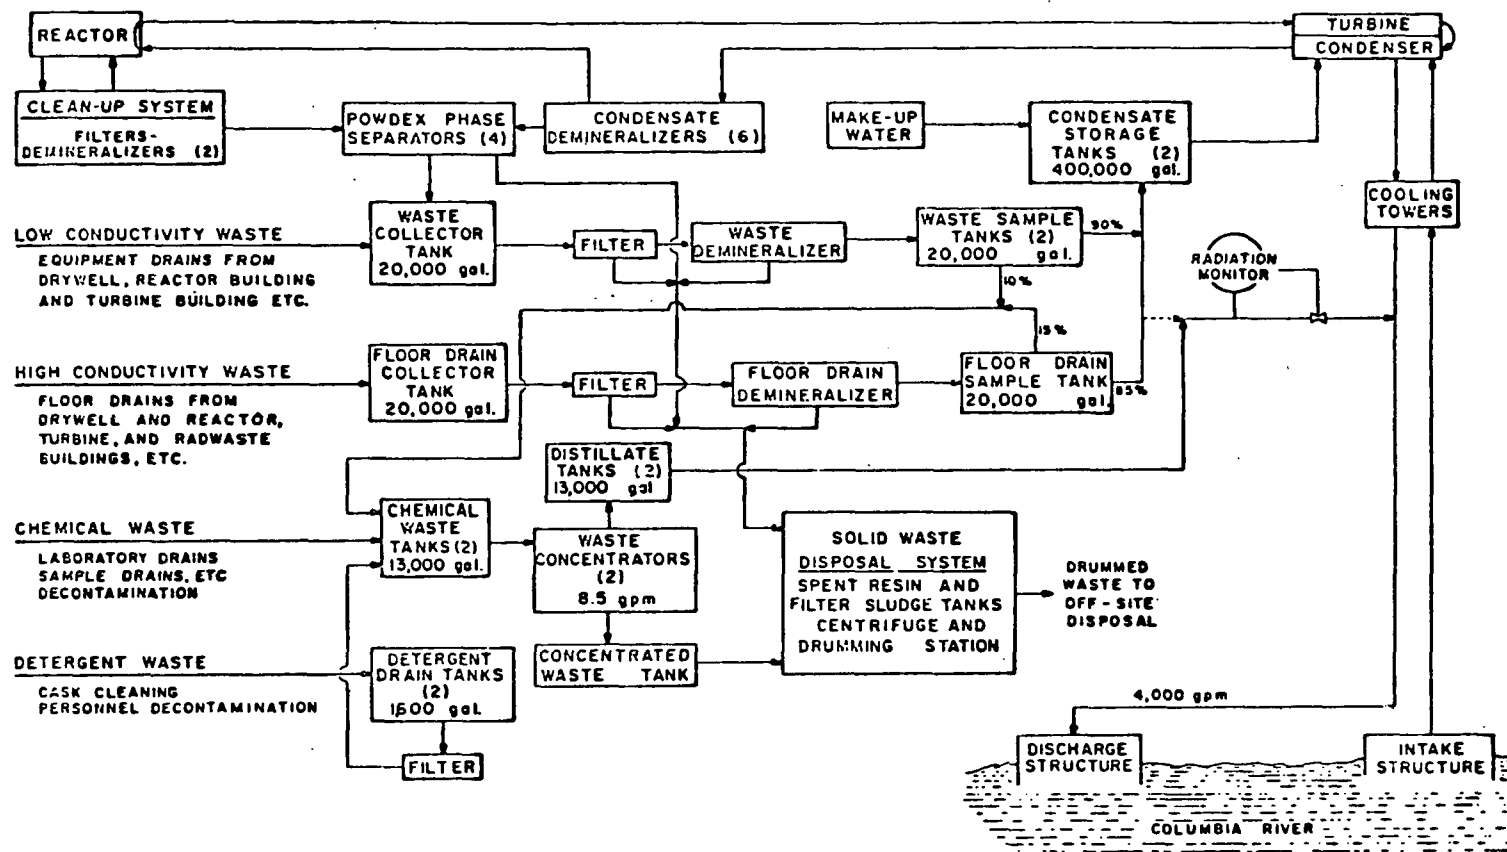 REACTOR
TURBINE
CONDENSER
CLEAN-UP SYSTEM
FILTERS-
DEMINERALIZERS (2)
POWDEX PHASE
SEPARATORS (4)
CONDENSATE
DEMINERALIZERS (6)
MAKE-UP
WATER
CONDENSATE
STORAGE
TANKS (2)
400,000 gal.
COOLING
TOWERS
LOW CONDUCTIVITY WASTE
EQUIPMENT DRAINS FROM
DRYWELL, REACTOR BUILDING
AND TURBINE BUILDING ETC.
WASTE
COLLECTOR
TANK
20,000 gal.
FILTER
WASTE
DEMINERALIZER
WASTE SAMPLE
TANKS (2)
20,000 gal.
90%
10%
RADIATION
MONITOR
HIGH CONDUCTIVITY WASTE
FLOOR DRAINS FROM
DRYWELL AND REACTOR,
TURBINE, AND RADWASTE
BUILDINGS, ETC.
FLOOR DRAIN
COLLECTOR
TANK
20,000 gal.
FILTER
FLOOR DRAIN
DEMINERALIZER
15%
FLOOR DRAIN
SAMPLE TANK
20,000 gal.
85%
DISTILLATE
TANKS (2)
13,000 gal
CHEMICAL WASTE
LABORATORY DRAINS
SAMPLE DRAINS, ETC
DECONTAMINATION
CHEMICAL
WASTE
TANKS (2)
13,000 gal.
WASTE
CONCENTRATORS
(2)
8.5 gpm
SOLID WASTE
DISPOSAL SYSTEM
SPENT RESIN AND
FILTER SLUDGE TANKS
CENTRIFUGE AND
DRUMMING STATION
DRUMMED
WASTE TO
OFF-SITE
DISPOSAL
DETERGENT WASTE
CASK CLEANING
PERSONNEL DECONTAMINATION
DETERGENT
DRAIN TANKS
(2)
1,500 gal.
FILTER
CONCENTRATED
WASTE TANK
4,000 gpm
DISCHARGE
STRUCTURE
INTAKE
STRUCTURE
COLUMBIA RIVER